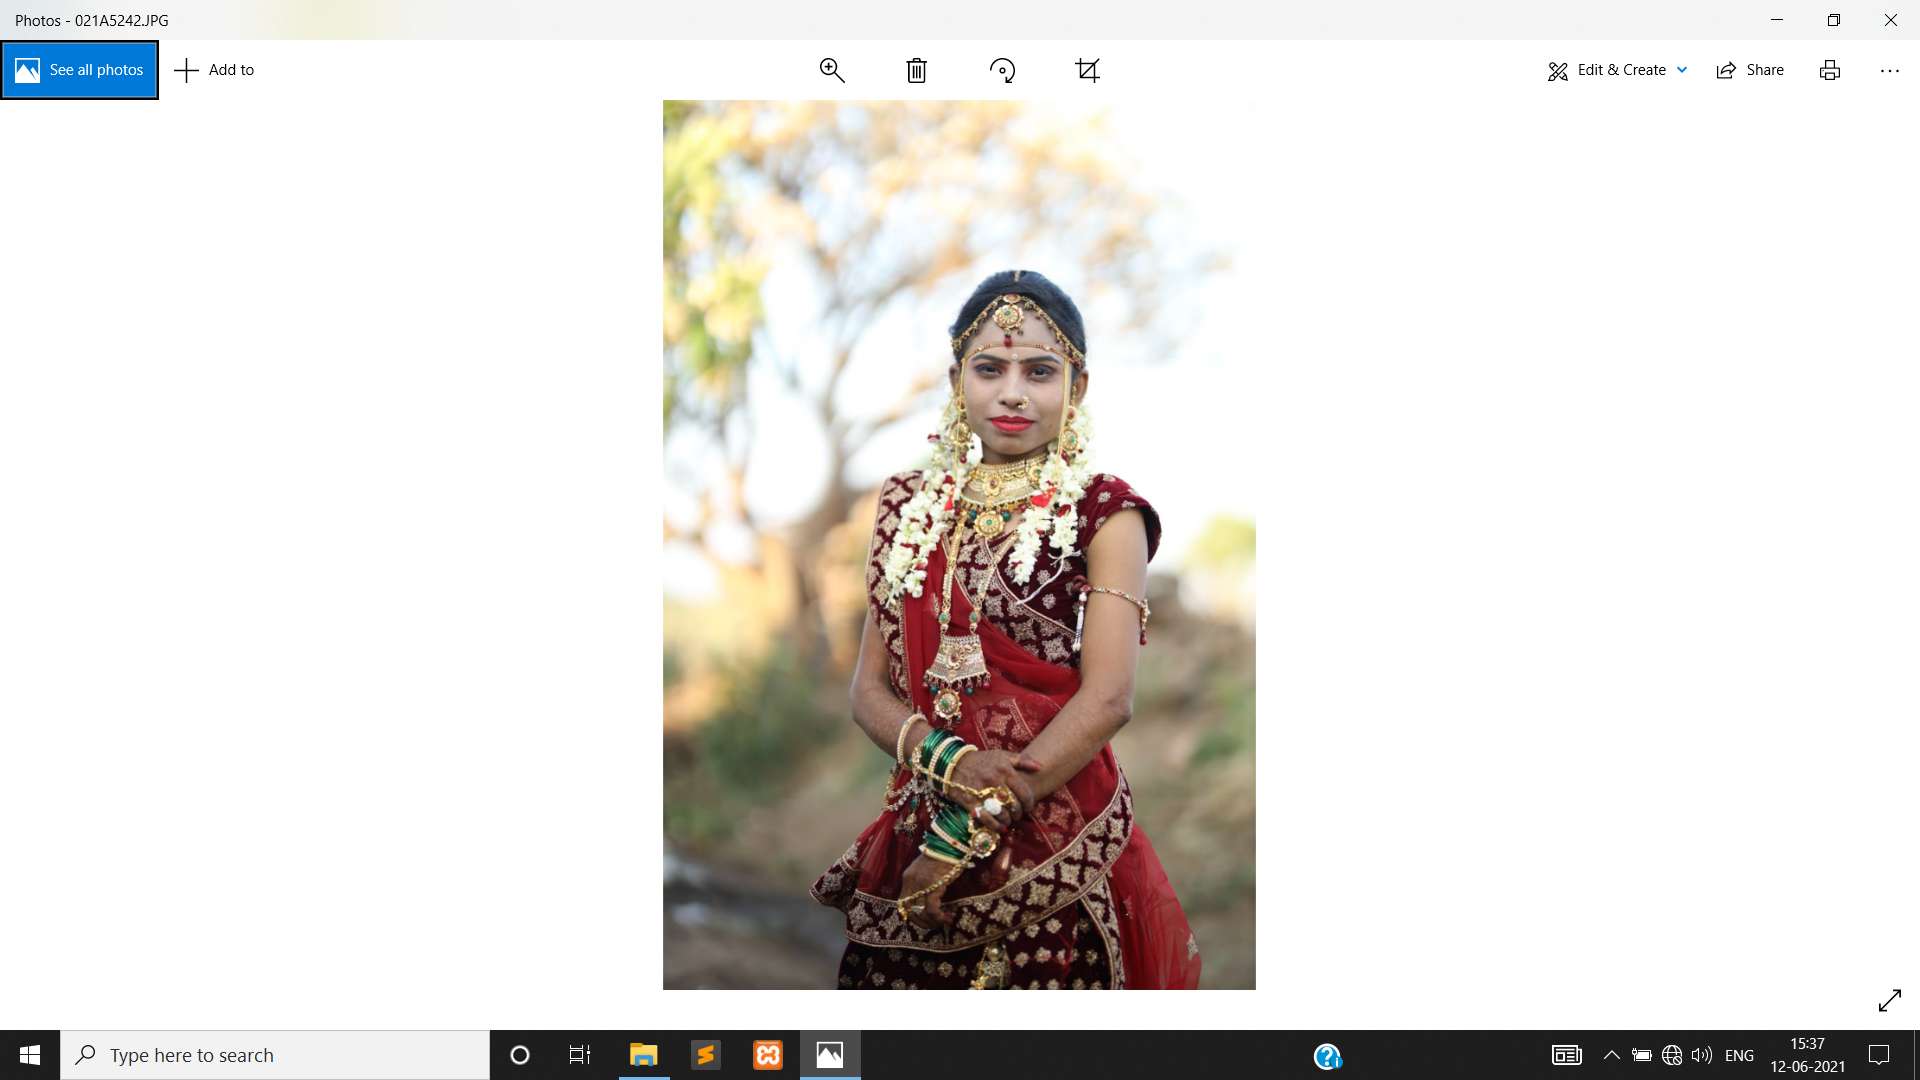 Photos - 021A5242.JPG
See all photos
Add to
Edit & Create
Share
Type here to search
ENG
15:37
12-06-2021